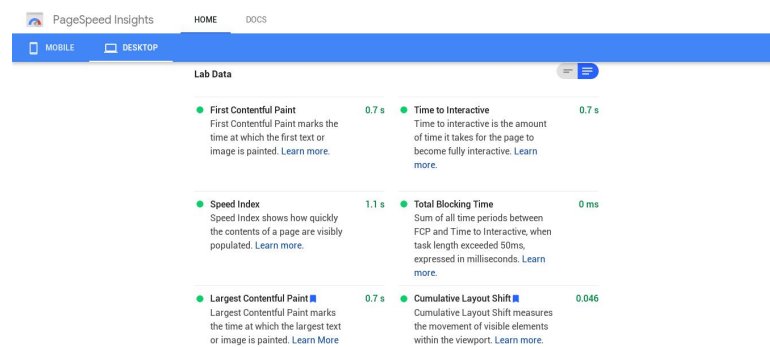 PageSpeed Insights HOME DOCS
MOBILE DESKTOP
Lab Data
First Contentful Paint 0.7 s
First Contentful Paint marks the
time at which the first text or
image is painted. Learn more.
Time to Interactive 0.7 s
Time to interactive is the amount
of time it takes for the page to
become fully interactive. Learn
more.
Speed Index 1.1 s
Speed Index shows how quickly
the contents of a page are visibly
populated. Learn more.
Total Blocking Time 0 ms
Sum of all time periods between
FCP and Time to Interactive, when
task length exceeded 50ms,
expressed in milliseconds. Learn
more.
Largest Contentful Paint 0.7 s
Largest Contentful Paint marks
the time at which the largest text
or image is painted. Learn More
Cumulative Layout Shift 0.046
Cumulative Layout Shift measures
the movement of visible elements
within the viewport. Learn more.